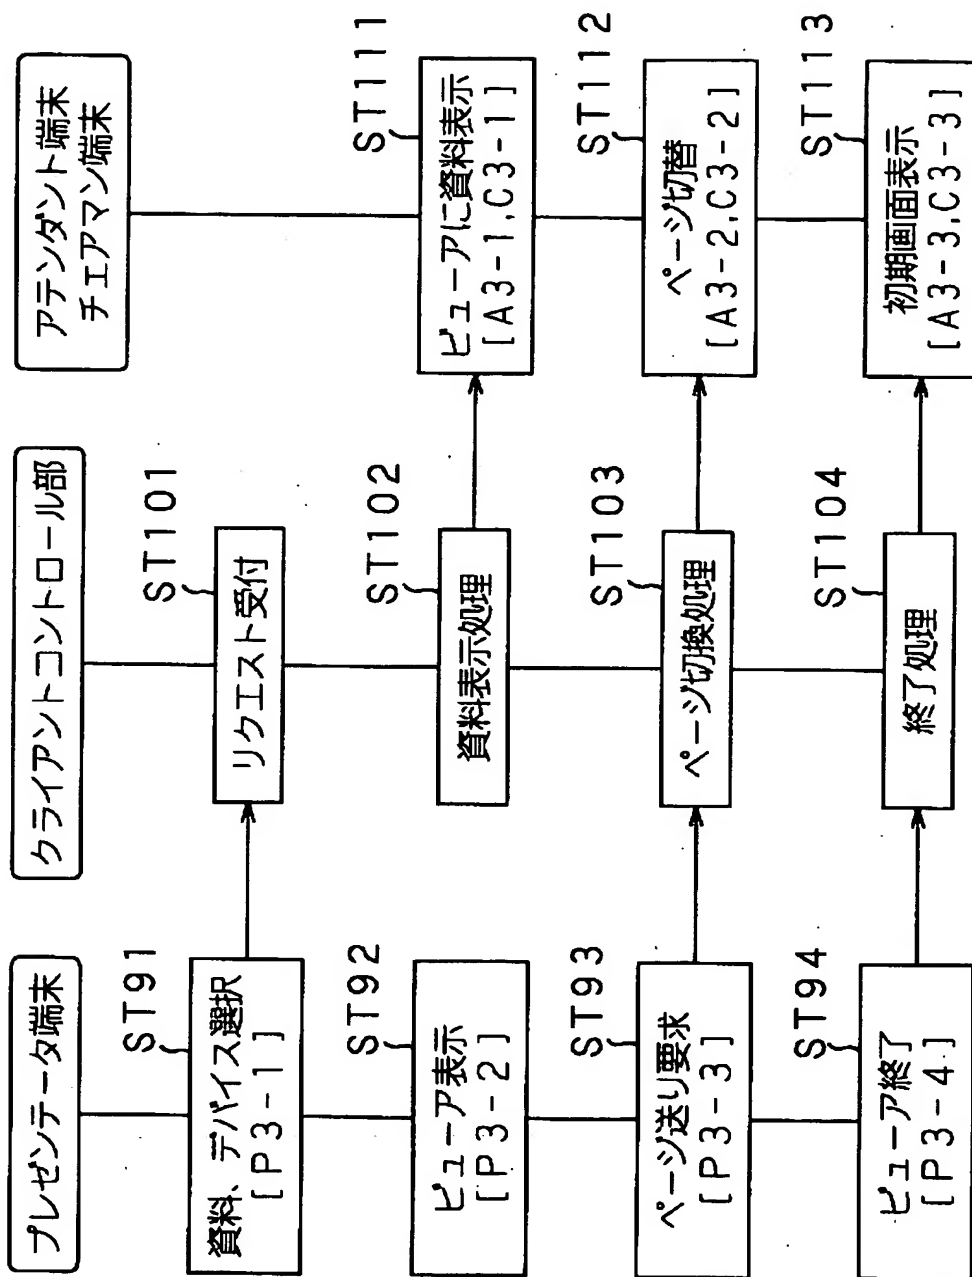 プレゼンテータ端末
ST91
資料、デバイス選択
[P3-1]
ST92
ビューア表示
[P3-2]
ST93
ページ送り要求
[P3-3]
ST94
ビューア終了
[P3-4]
クライアントコントロール部
ST101
リクエスト受付
ST102
資料表示処理
ST103
ページ切換処理
ST104
終了処理
アテンダント端末
チェアマン端末
ST111
ビューアに資料表示
[A3-1,C3-1]
ST112
ページ切替
[A3-2,C3-2]
ST113
初期画面表示
[A3-3,C3-3]